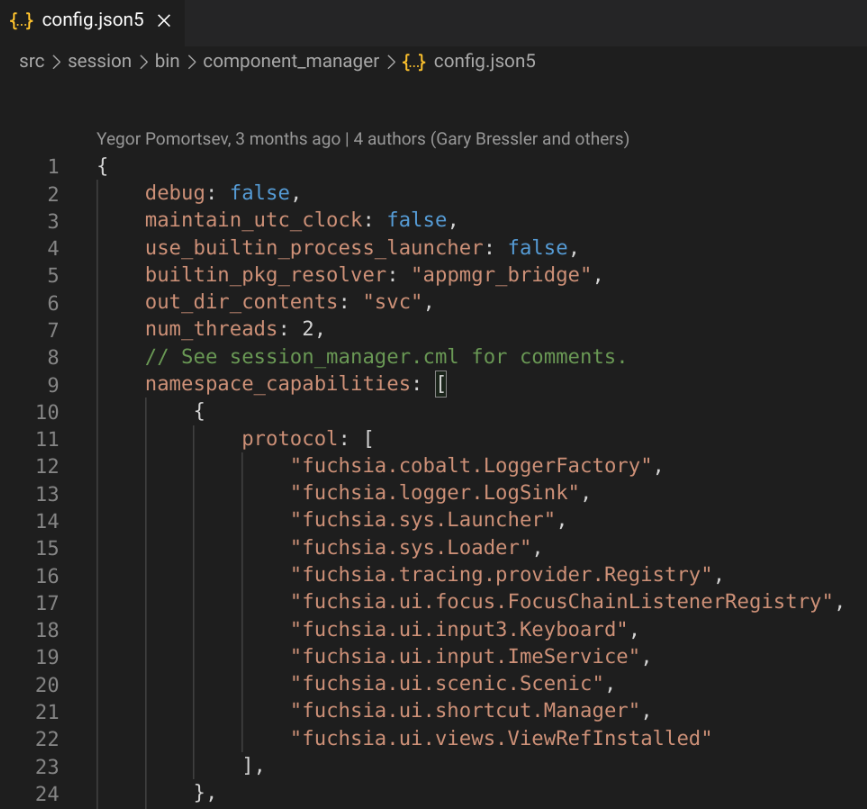 {..} config.json5 ×
src > session > bin > component_manager > {..} config.json5
Yegor Pomortsev, 3 months ago | 4 authors (Gary Bressler and others)
1 {
2 debug: false,
3 maintain_utc_clock: false,
4 use_builtin_process_launcher: false,
5 builtin_pkg_resolver: "appmgr_bridge",
6 out_dir_contents: "svc",
7 num_threads: 2,
8 // See session_manager.cml for comments.
9 namespace_capabilities: [
10 {
11 protocol: [
12 "fuchsia.cobalt.LoggerFactory",
13 "fuchsia.logger.LogSink",
14 "fuchsia.sys.Launcher",
15 "fuchsia.sys.Loader",
16 "fuchsia.tracing.provider.Registry",
17 "fuchsia.ui.focus.FocusChainListenerRegistry",
18 "fuchsia.ui.input3.Keyboard",
19 "fuchsia.ui.input.ImeService",
20 "fuchsia.ui.scenic.Scenic",
21 "fuchsia.ui.shortcut.Manager",
22 "fuchsia.ui.views.ViewRefInstalled"
23 ],
24 },